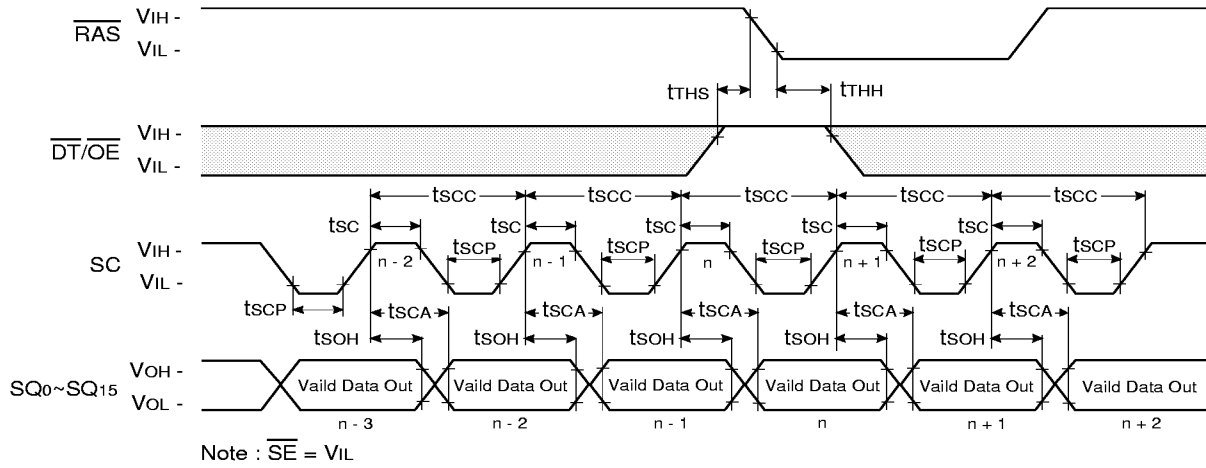 RAS
VIH -
VIL -
tTHS
tTHH
DT/OE
VIH -
VIL -
tSCC tSCC tSCC tSCC tSCC
tSC tSC tSC tSC tSC
SC
VIH -
VIL -
n - 2 n - 1 n n + 1 n + 2
tSCP tSCP tSCP tSCP tSCP
tSCP
tSCA tSCA tSCA tSCA tSCA
tSOH tSOH tSOH tSOH tSOH
SQ0~SQ15
VOH -
VOL -
Vaild Data Out Vaild Data Out Vaild Data Out Vaild Data Out Vaild Data Out Vaild Data Out
n - 3 n - 2 n - 1 n n + 1 n + 2
Note : SE = VIL